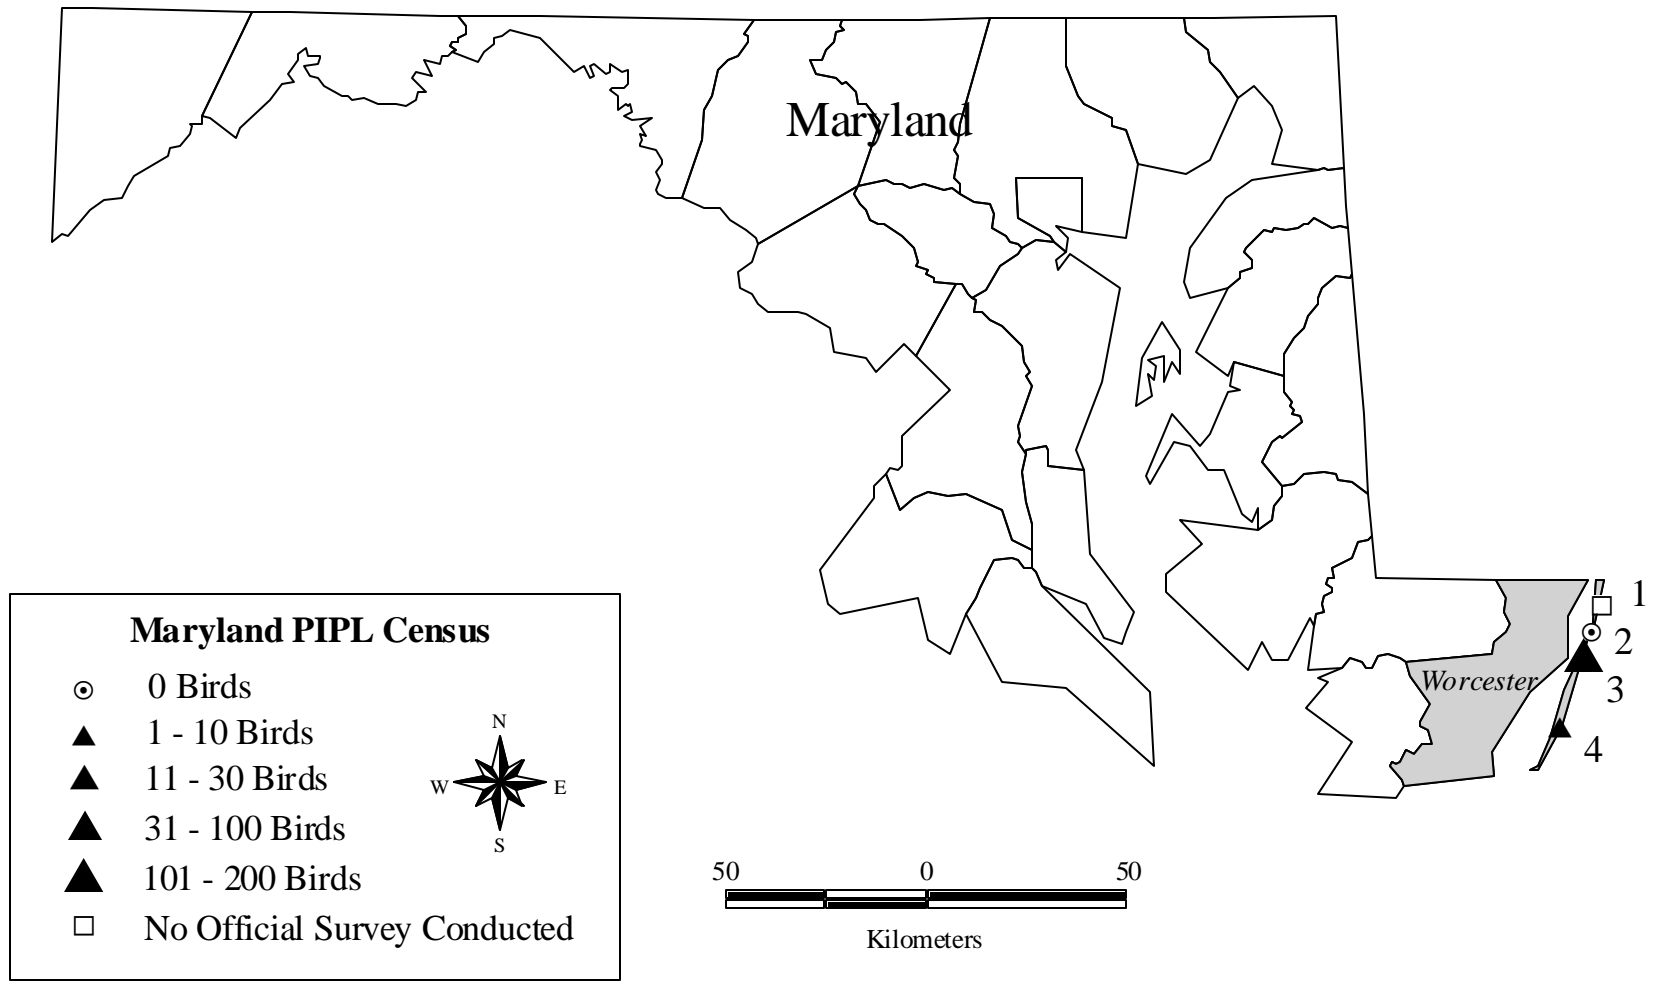 Maryland
1
2
Worcester
3
4
Maryland PIPL Census
0 Birds
1 - 10 Birds
11 - 30 Birds
31 - 100 Birds
101 - 200 Birds
No Official Survey Conducted
N
W E
S
50 0 50
Kilometers